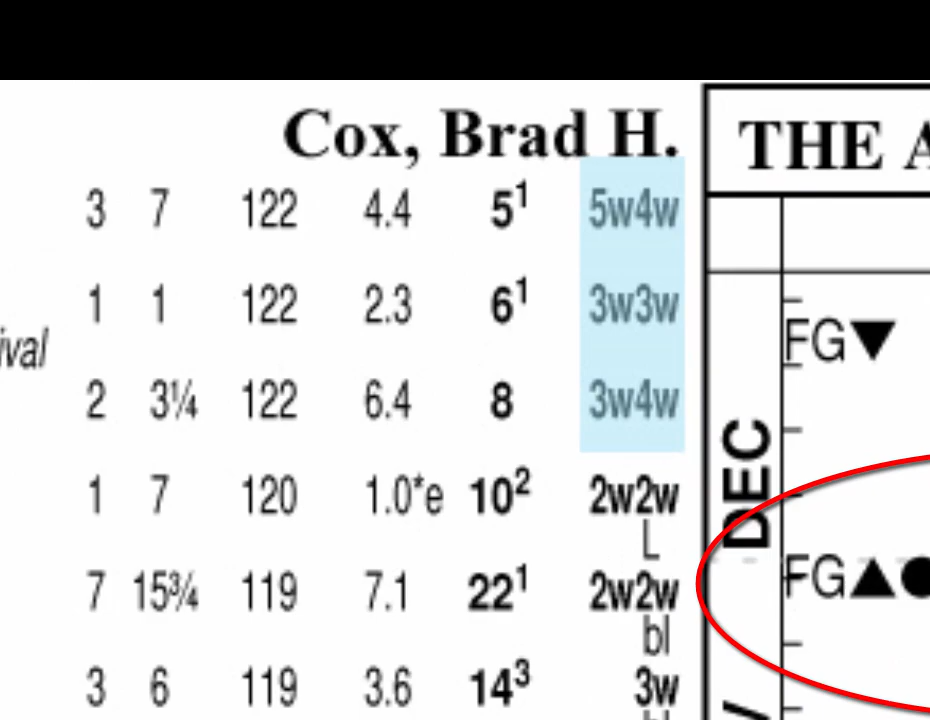 Cox, Brad H.
THE A
3 7 122 4.4 5¹ 5w4w
1 1 122 2.3 6¹ 3w3w
ival
FG▼
2 3¼ 122 6.4 8 3w4w
DEC
1 7 120 1.0*e 10² 2w2w
L
FG▲●
7 15¾ 119 7.1 22¹ 2w2w
bl
3 6 119 3.6 14³ 3w